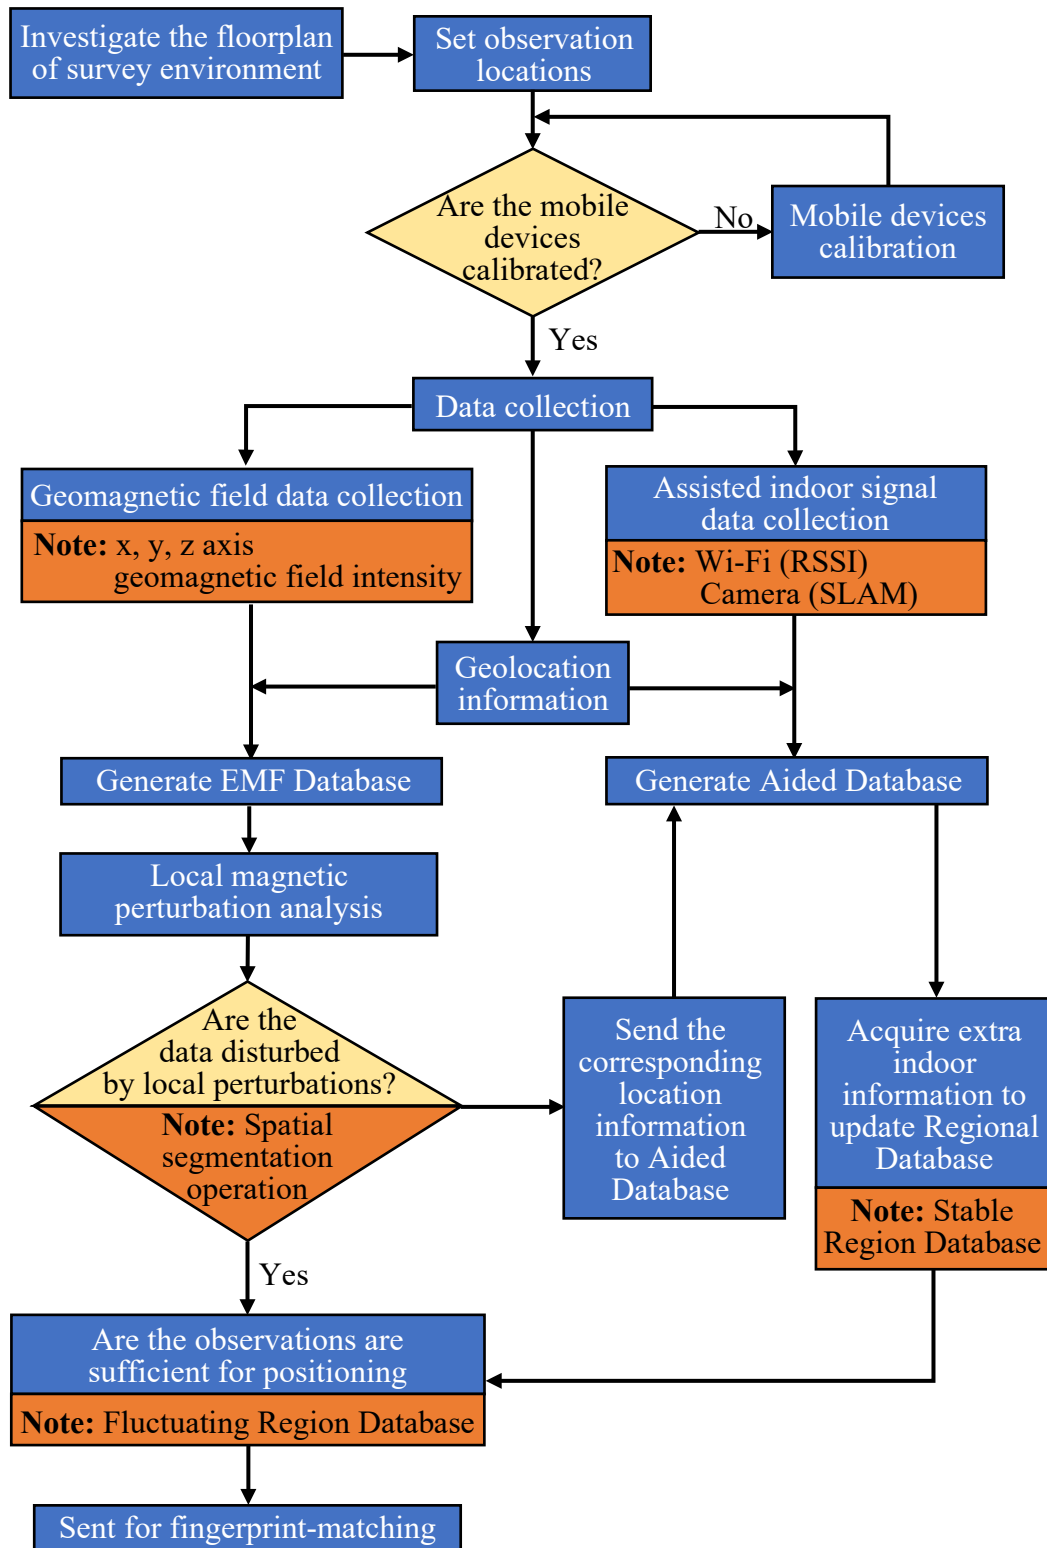 Investigate the floorplan
of survey environment
Set observation
locations
Are the mobile
devices
calibrated?
No
Mobile devices
calibration
Yes
Data collection
Geomagnetic field data collection
Note: x, y, z axis
geomagnetic field intensity
Assisted indoor signal
data collection
Note: Wi-Fi (RSSI)
Camera (SLAM)
Geolocation
information
Generate EMF Database
Generate Aided Database
Local magnetic
perturbation analysis
Are the
data disturbed
by local perturbations?
Note: Spatial
segmentation
operation
Send the
corresponding
location
information
to Aided
Database
Acquire extra
indoor
information to
update Regional
Database
Note: Stable
Region Database
Yes
Are the observations are
sufficient for positioning
Note: Fluctuating Region Database
Sent for fingerprint-matching